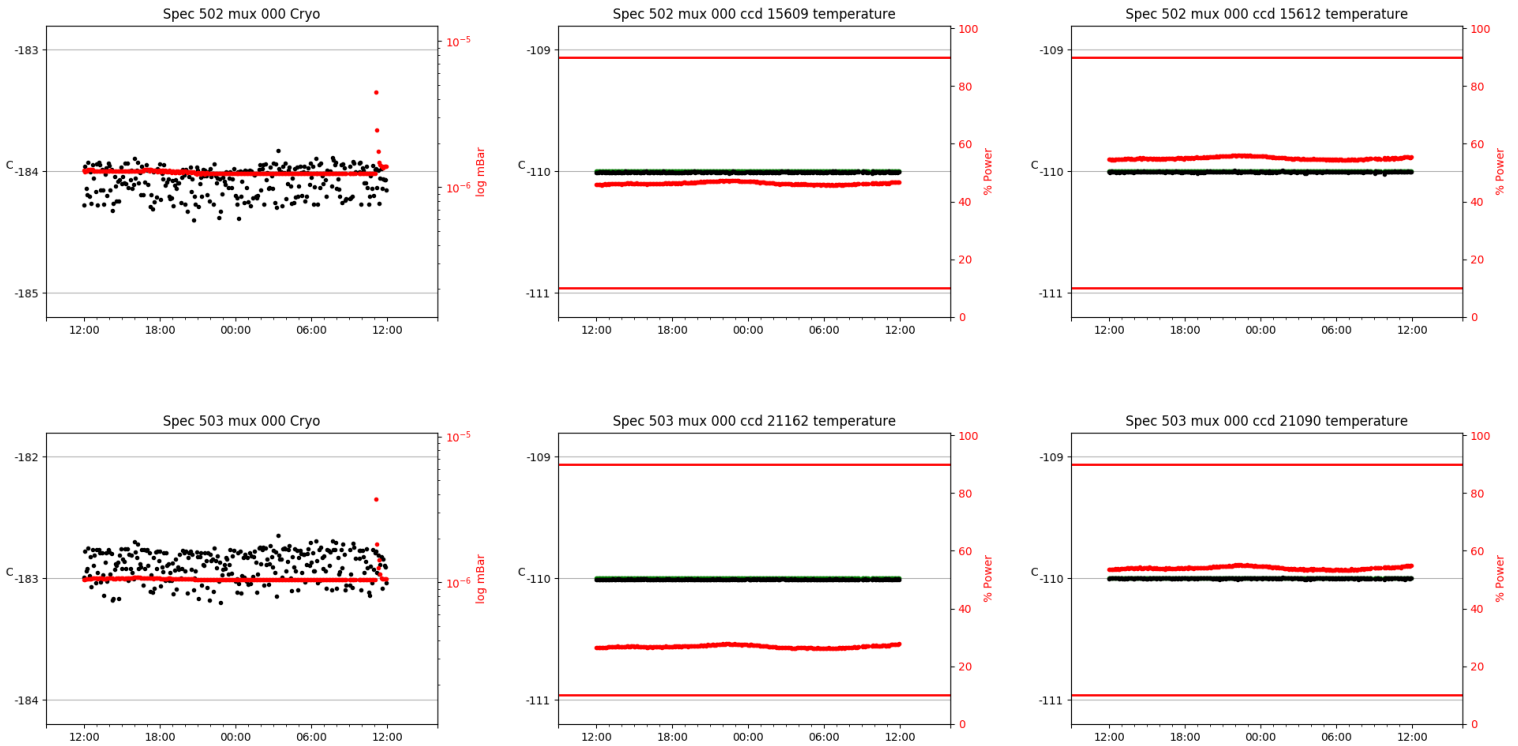 Spec 502 mux 000 Cryo
-183
-184
-185
C
10⁻⁵
10⁻⁶
log mBar
12:00 18:00 00:00 06:00 12:00
Spec 502 mux 000 ccd 15609 temperature
-109
-110
-111
C
100
80
60
40
20
0
% Power
12:00 18:00 00:00 06:00 12:00
Spec 502 mux 000 ccd 15612 temperature
-109
-110
-111
C
100
80
60
40
20
0
% Power
12:00 18:00 00:00 06:00 12:00
Spec 503 mux 000 Cryo
-182
-183
-184
C
10⁻⁵
10⁻⁶
log mBar
12:00 18:00 00:00 06:00 12:00
Spec 503 mux 000 ccd 21162 temperature
-109
-110
-111
C
100
80
60
40
20
0
% Power
12:00 18:00 00:00 06:00 12:00
Spec 503 mux 000 ccd 21090 temperature
-109
-110
-111
C
100
80
60
40
20
0
% Power
12:00 18:00 00:00 06:00 12:00